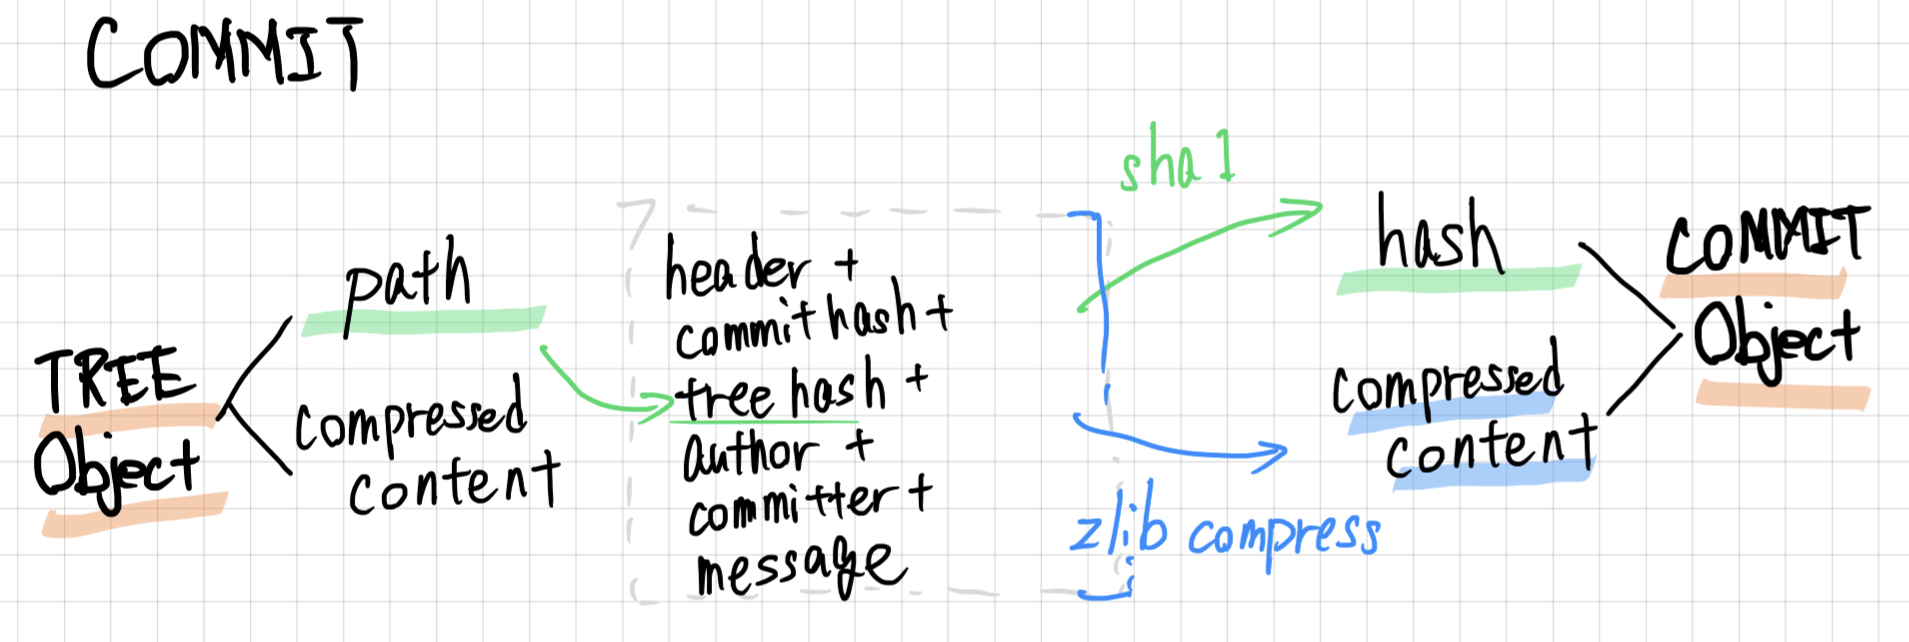 COMMIT
TREE
Object
path
compressed
content
header +
commit hash +
tree hash +
author +
committer +
message
sha1
zlib compress
hash
compressed
content
COMMIT
Object